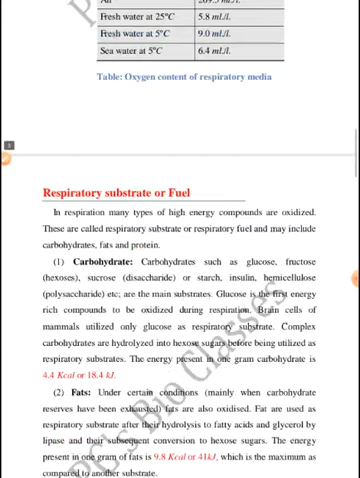 Air 209.5 ml./l.
Fresh water at 25°C 5.8 ml./l.
Fresh water at 5°C 9.0 ml./l.
Sea water at 5°C 6.4 ml./l.
Table: Oxygen content of respiratory media
Respiratory substrate or Fuel
In respiration many types of high energy compounds are oxidized.
These are called respiratory substrate or respiratory fuel and may include
carbohydrates, fats and protein.
(1) Carbohydrate: Carbohydrates such as glucose, fructose
(hexoses), sucrose (disaccharide) or starch, insulin, hemicellulose
(polysaccharide) etc; are the main substrates. Glucose is the first energy
rich compounds to be oxidized during respiration. Brain cells of
mammals utilized only glucose as respiratory substrate. Complex
carbohydrates are hydrolyzed into hexose sugars before being utilized as
respiratory substrates. The energy present in one gram carbohydrate is
4.4 Kcal or 18.4 kJ.
(2) Fats: Under certain conditions (mainly when carbohydrate
reserves have been exhausted) fats are also oxidised. Fat are used as
respiratory substrate after their hydrolysis to fatty acids and glycerol by
lipase and their subsequent conversion to hexose sugars. The energy
present in one gram of fats is 9.8 Kcal or 41kJ, which is the maximum as
compared to another substrate.
PG's Bio Classes